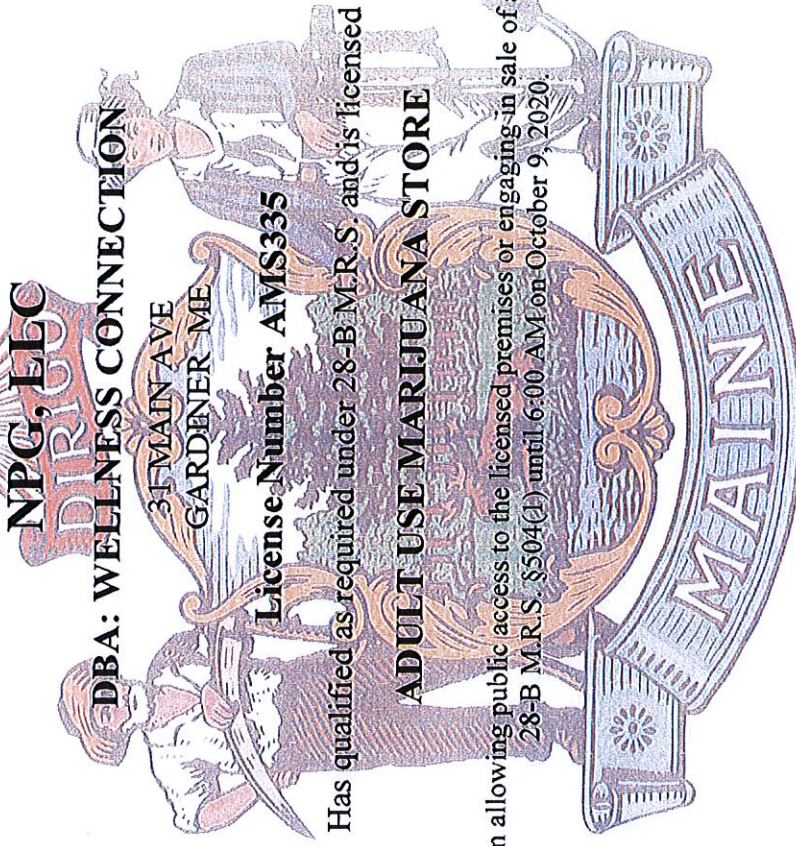 NPG, LLC
DIRIGO
DBA: WELLNESS CONNECTION
31 MAIN AVE
GARDINER ME
License Number AMS335
Has qualified as required under 28-B M.R.S. and is licensed
ADULT USE MARIJUANA STORE
n allowing public access to the licensed premises or engaging in sale of
28-B M.R.S. §504(1) until 6:00 AM on October 9, 2020.
MAINE